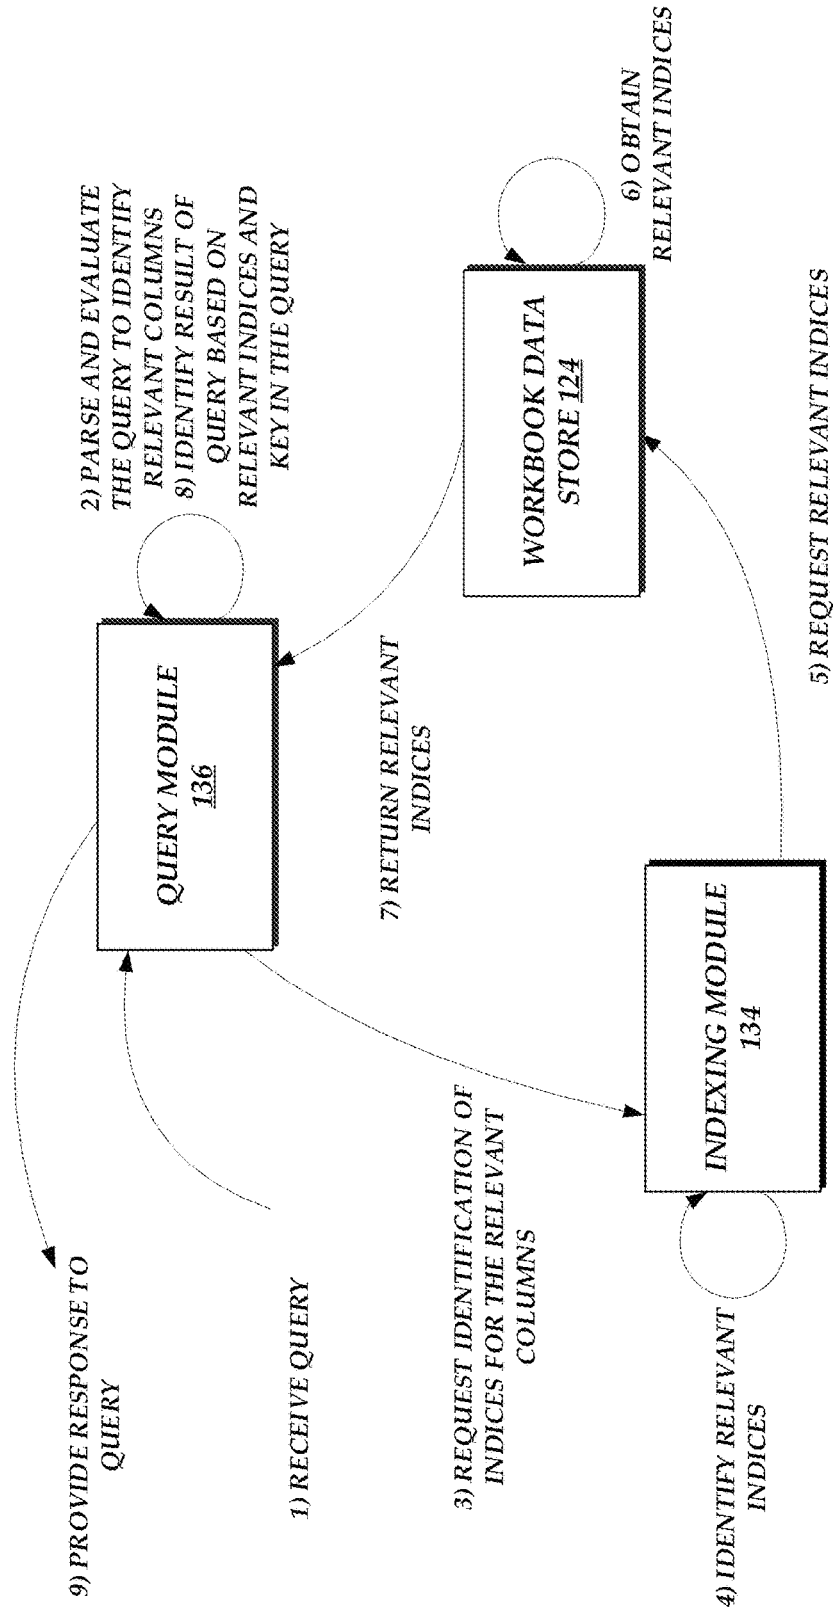 9) PROVIDE RESPONSE TO
QUERY
1) RECEIVE QUERY
QUERY MODULE
136
2) PARSE AND EVALUATE
THE QUERY TO IDENTIFY
RELEVANT COLUMNS
8) IDENTIFY RESULT OF
QUERY BASED ON
RELEVANT INDICES AND
KEY IN THE QUERY
3) REQUEST IDENTIFICATION OF
INDICES FOR THE RELEVANT
COLUMNS
7) RETURN RELEVANT
INDICES
WORKBOOK DATA
STORE 124
6) OBTAIN
RELEVANT INDICES
4) IDENTIFY RELEVANT
INDICES
INDEXING MODULE
134
5) REQUEST RELEVANT INDICES